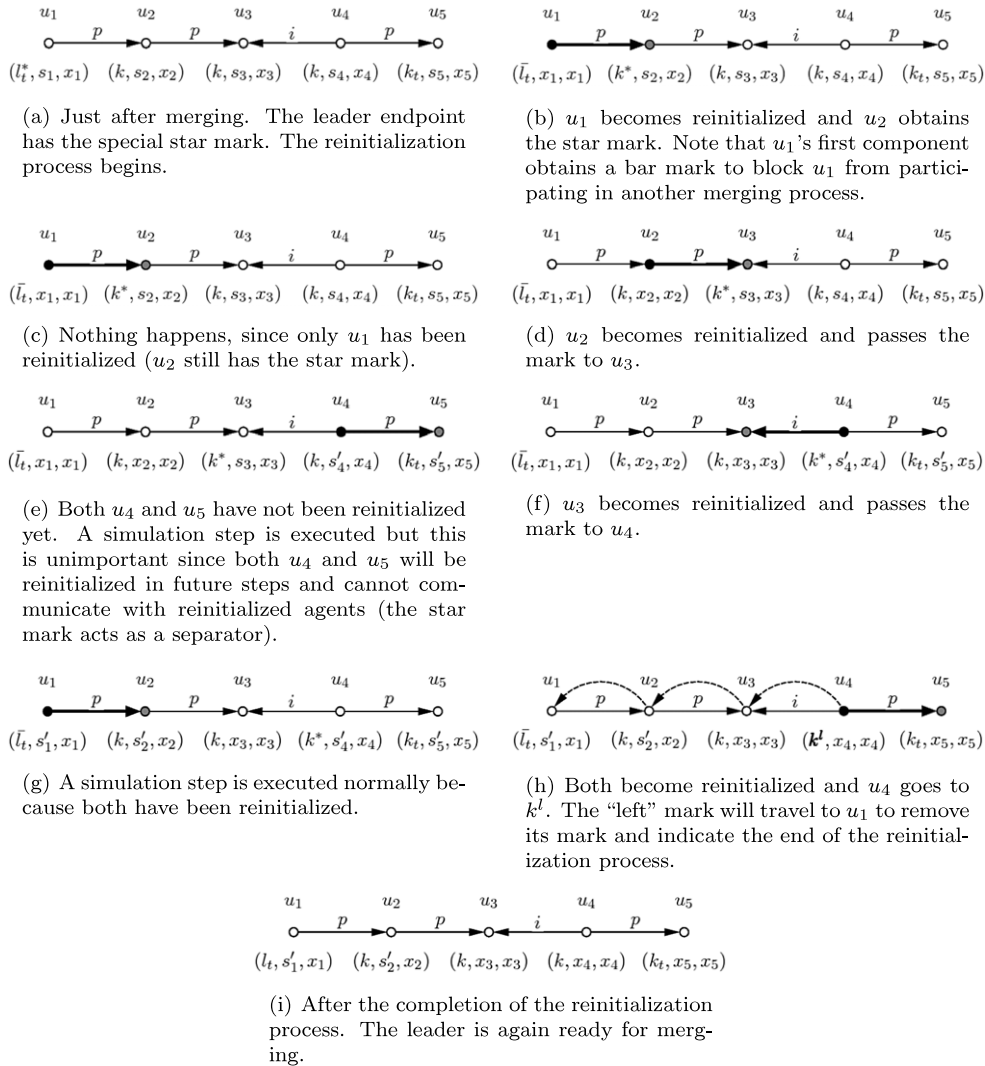 u1 u2 u3 u4 u5
p p i p
(l*t, s1, x1) (k, s2, x2) (k, s3, x3) (k, s4, x4) (kt, s5, x5)
(a) Just after merging. The leader endpoint
has the special star mark. The reinitialization
process begins.
u1 u2 u3 u4 u5
p p i p
(l̄t, x1, x1) (k*, s2, x2) (k, s3, x3) (k, s4, x4) (kt, s5, x5)
(b) u1 becomes reinitialized and u2 obtains
the star mark. Note that u1's first component
obtains a bar mark to block u1 from partici-
pating in another merging process.
u1 u2 u3 u4 u5
p p i p
(l̄t, x1, x1) (k*, s2, x2) (k, s3, x3) (k, s4, x4) (kt, s5, x5)
(c) Nothing happens, since only u1 has been
reinitialized (u2 still has the star mark).
u1 u2 u3 u4 u5
p p i p
(l̄t, x1, x1) (k, x2, x2) (k*, s3, x3) (k, s4, x4) (kt, s5, x5)
(d) u2 becomes reinitialized and passes the
mark to u3.
u1 u2 u3 u4 u5
p p i p
(l̄t, x1, x1) (k, x2, x2) (k*, s3, x3) (k, s′4, x4) (kt, s′5, x5)
(e) Both u4 and u5 have not been reinitialized
yet. A simulation step is executed but this
is unimportant since both u4 and u5 will be
reinitialized in future steps and cannot com-
municate with reinitialized agents (the star
mark acts as a separator).
u1 u2 u3 u4 u5
p p i p
(l̄t, x1, x1) (k, x2, x2) (k, x3, x3) (k*, s′4, x4) (kt, s′5, x5)
(f) u3 becomes reinitialized and passes the
mark to u4.
u1 u2 u3 u4 u5
p p i p
(l̄t, s′1, x1) (k, s′2, x2) (k, x3, x3) (k*, s′4, x4) (kt, s′5, x5)
(g) A simulation step is executed normally be-
cause both have been reinitialized.
u1 u2 u3 u4 u5
p p i p
(l̄t, s′1, x1) (k, s′2, x2) (k, x3, x3) (kl, x4, x4) (kt, x5, x5)
(h) Both become reinitialized and u4 goes to
kl. The “left” mark will travel to u1 to remove
its mark and indicate the end of the reinitial-
ization process.
u1 u2 u3 u4 u5
p p i p
(lt, s′1, x1) (k, s′2, x2) (k, x3, x3) (k, x4, x4) (kt, x5, x5)
(i) After the completion of the reinitialization
process. The leader is again ready for merg-
ing.